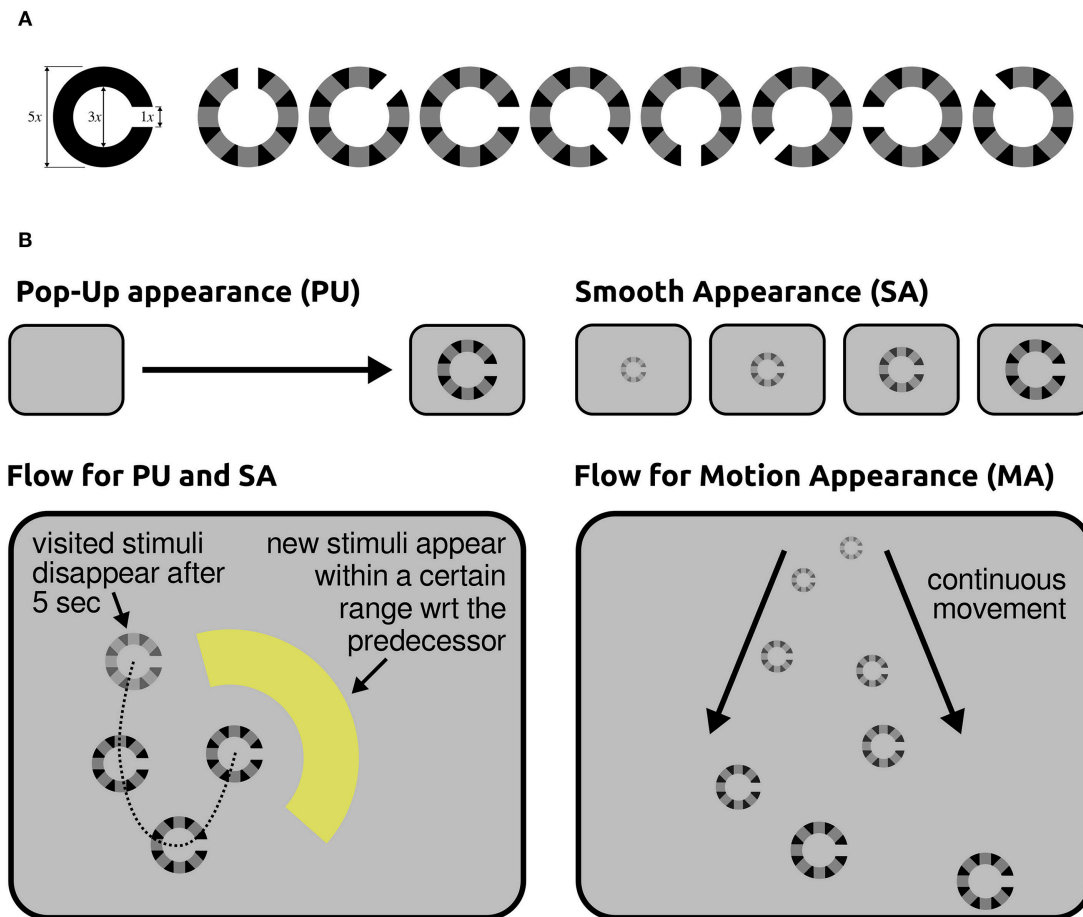 A
5x
3x
1x
B
Pop-Up appearance (PU)
Smooth Appearance (SA)
Flow for PU and SA
visited stimuli
disappear after
5 sec
new stimuli appear
within a certain
range wrt the
predecessor
Flow for Motion Appearance (MA)
continuous
movement